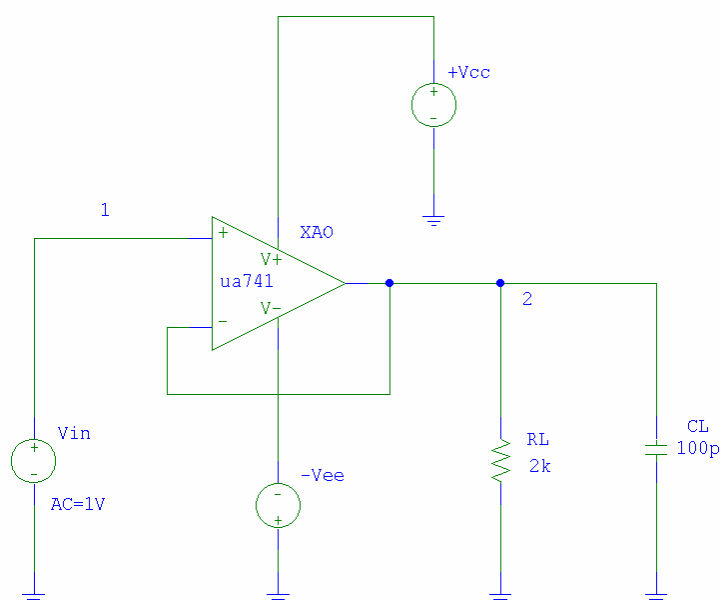 +Vcc
+
-
1
XAO
+
V+
ua741
V-
-
2
Vin
+
-
AC=1V
-Vee
-
+
RL
2k
CL
100p